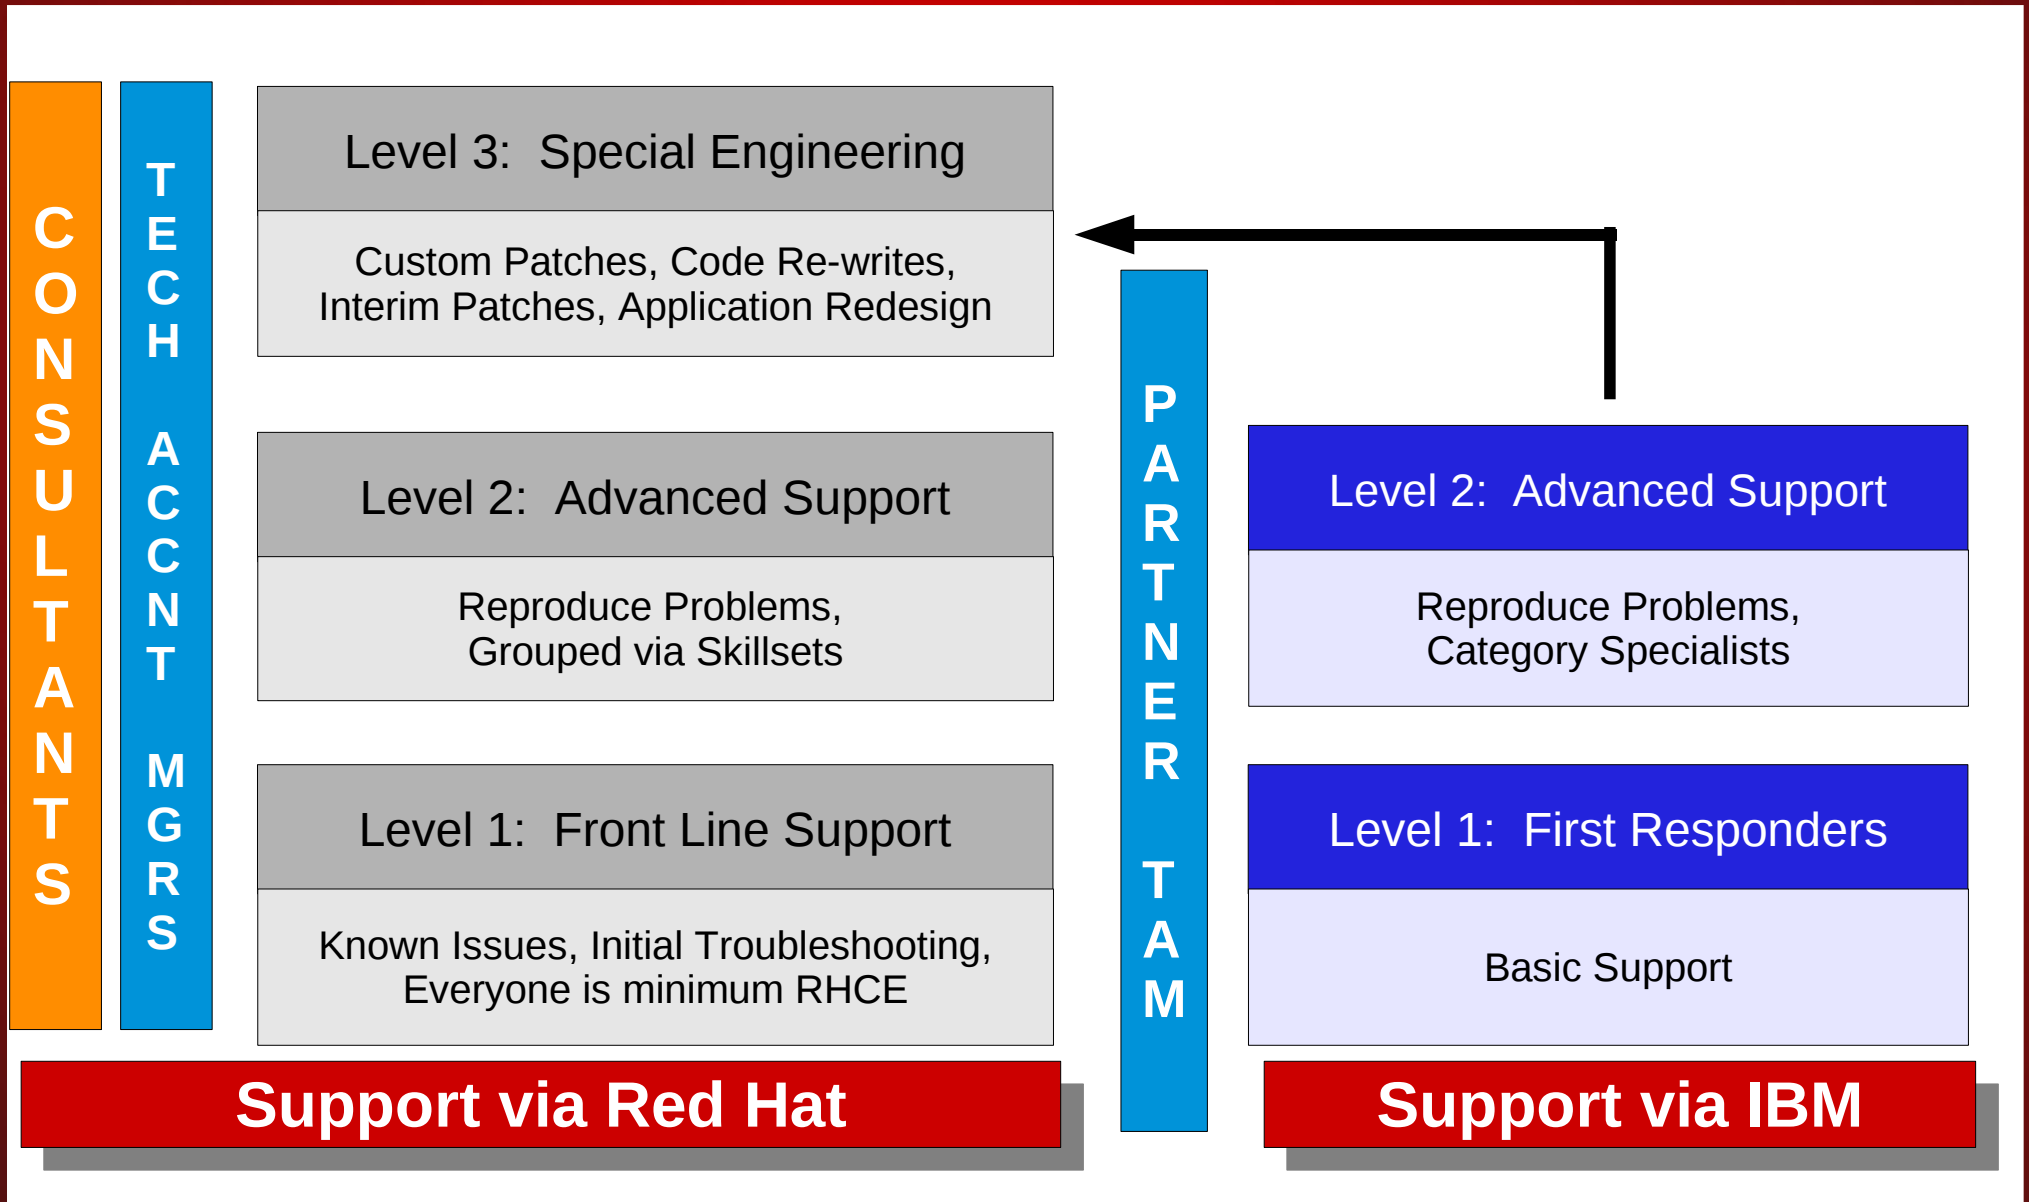 CONSULTANTS
TECH ACCNT MGRS
Level 3: Special Engineering
Custom Patches, Code Re-writes,
Interim Patches, Application Redesign
Level 2: Advanced Support
Reproduce Problems,
Grouped via Skillsets
Level 1: Front Line Support
Known Issues, Initial Troubleshooting,
Everyone is minimum RHCE
Support via Red Hat
PARTNER TAM
Level 2: Advanced Support
Reproduce Problems,
Category Specialists
Level 1: First Responders
Basic Support
Support via IBM